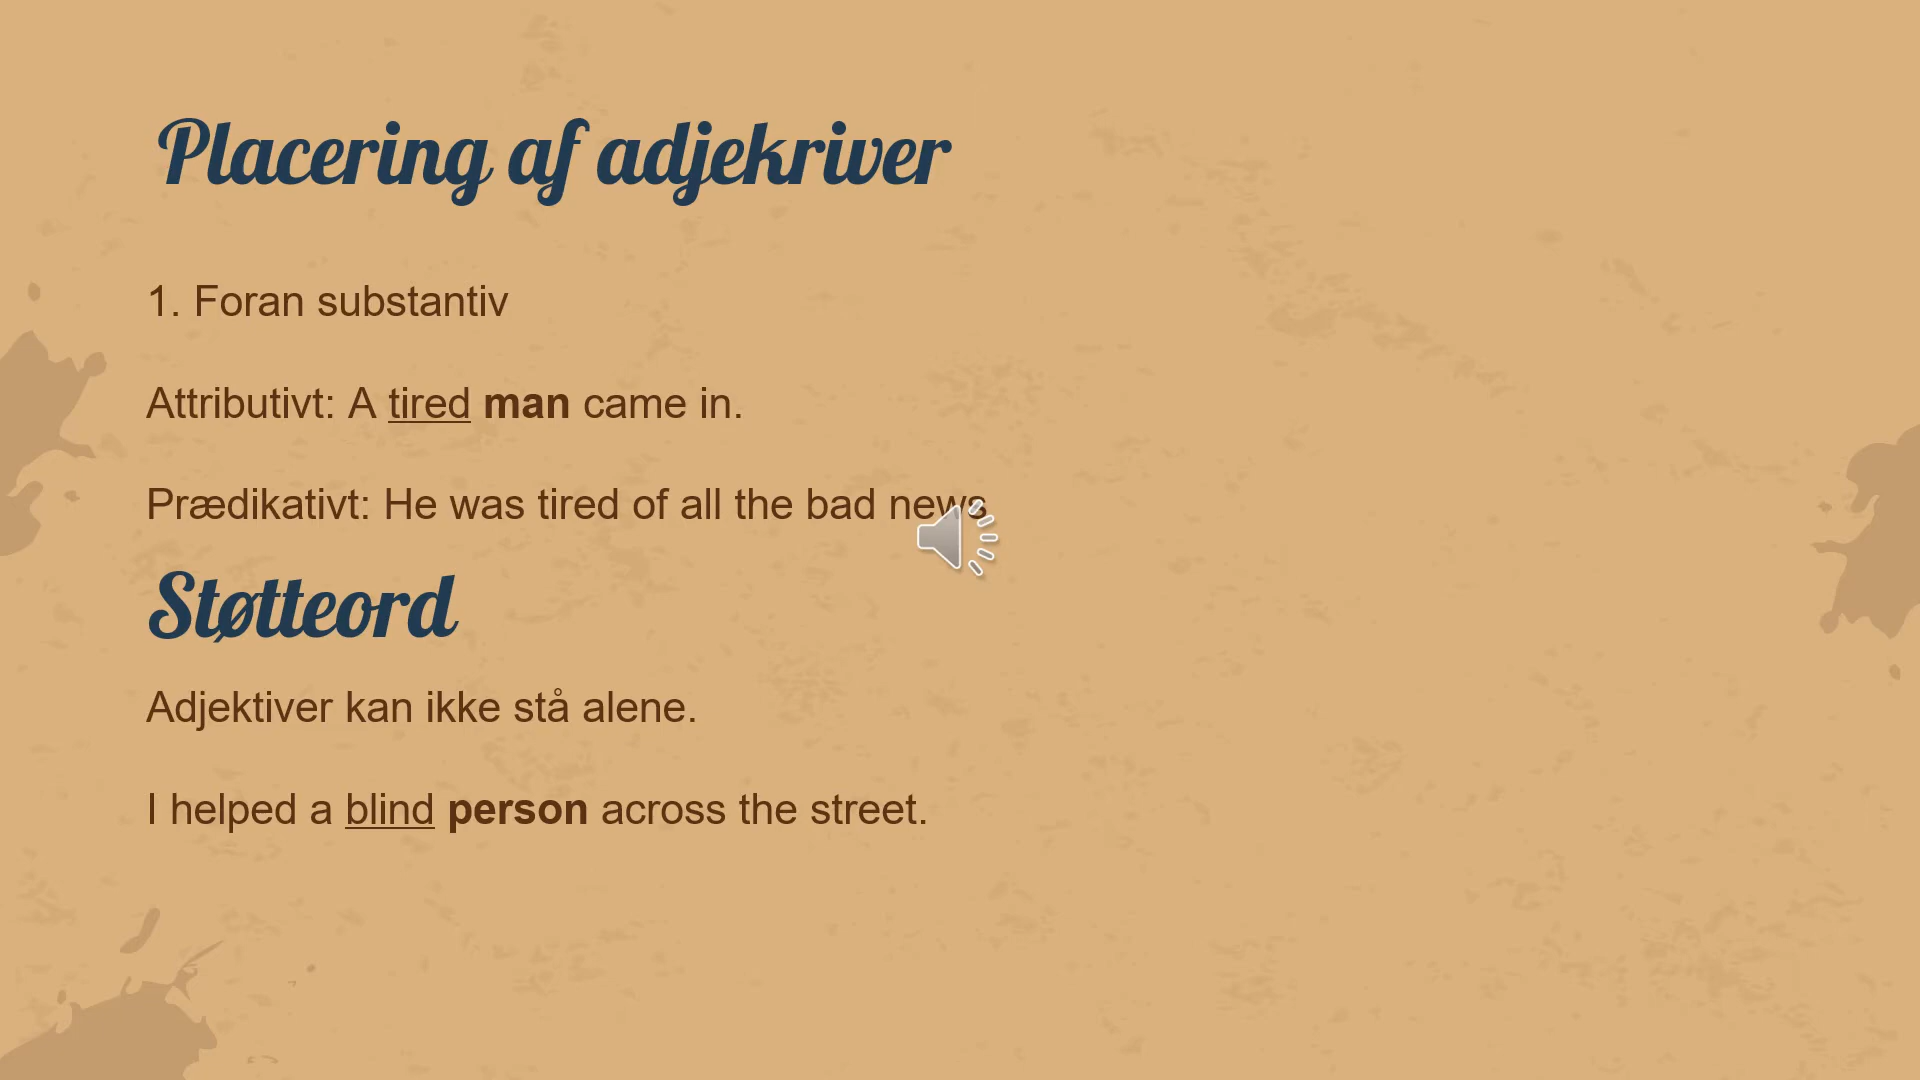 Placering af adjekriver
1. Foran substantiv
Attributivt: A tired man came in.
Prædikativt: He was tired of all the bad news
Støtteord
Adjektiver kan ikke stå alene.
I helped a blind person across the street.